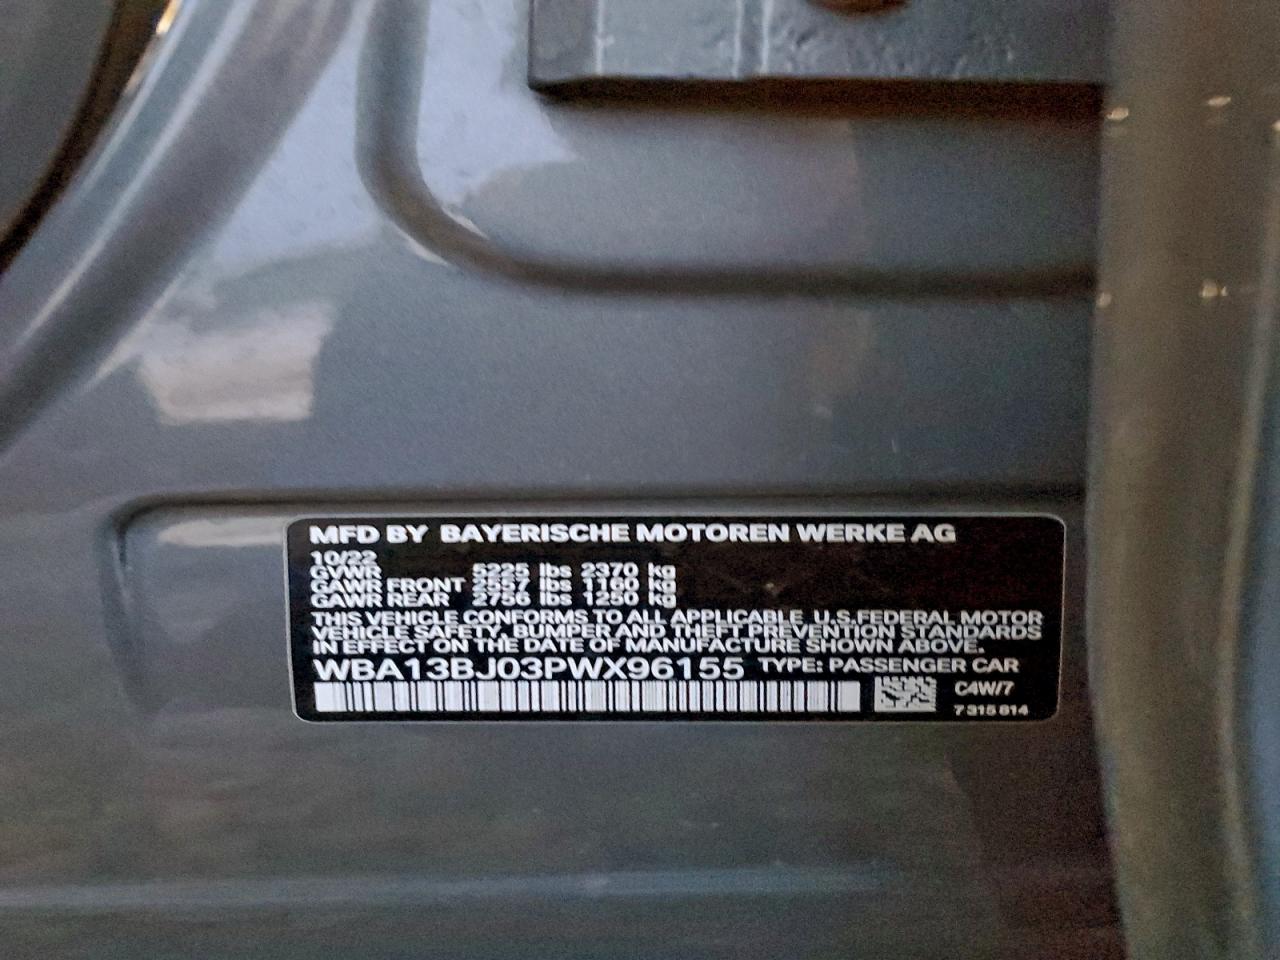 MFD BY BAYERISCHE MOTOREN WERKE AG
10/22
GVWR 5225 lbs 2370 kg
GAWR FRONT 2557 lbs 1160 kg
GAWR REAR 2756 lbs 1250 kg
THIS VEHICLE CONFORMS TO ALL APPLICABLE U.S.FEDERAL MOTOR
VEHICLE SAFETY, BUMPER AND THEFT PREVENTION STANDARDS
IN EFFECT ON THE DATE OF MANUFACTURE SHOWN ABOVE.
WBA13BJ03PWX96155 TYPE: PASSENGER CAR
C4W/7
7 315 814